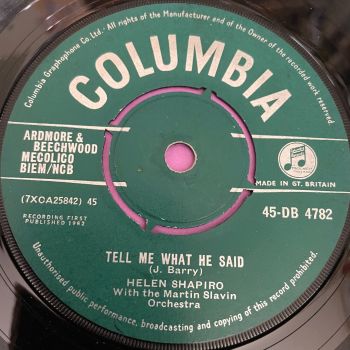 Columbia Graphophone Co. Ltd. · All rights of the Manufacturer and of the Owner of the recorded work reserved.
COLUMBIA
ARDMORE &
BEECHWOOD
MECOLICO
BIEM/NCB
MADE IN GT. BRITAIN
(7XCA25842) 45
45-DB 4782
RECORDING FIRST
PUBLISHED 1962
TELL ME WHAT HE SAID
(J. Barry)
HELEN SHAPIRO
With the Martin Slavin
Orchestra
Unauthorised public performance, broadcasting and copying of this record prohibited.